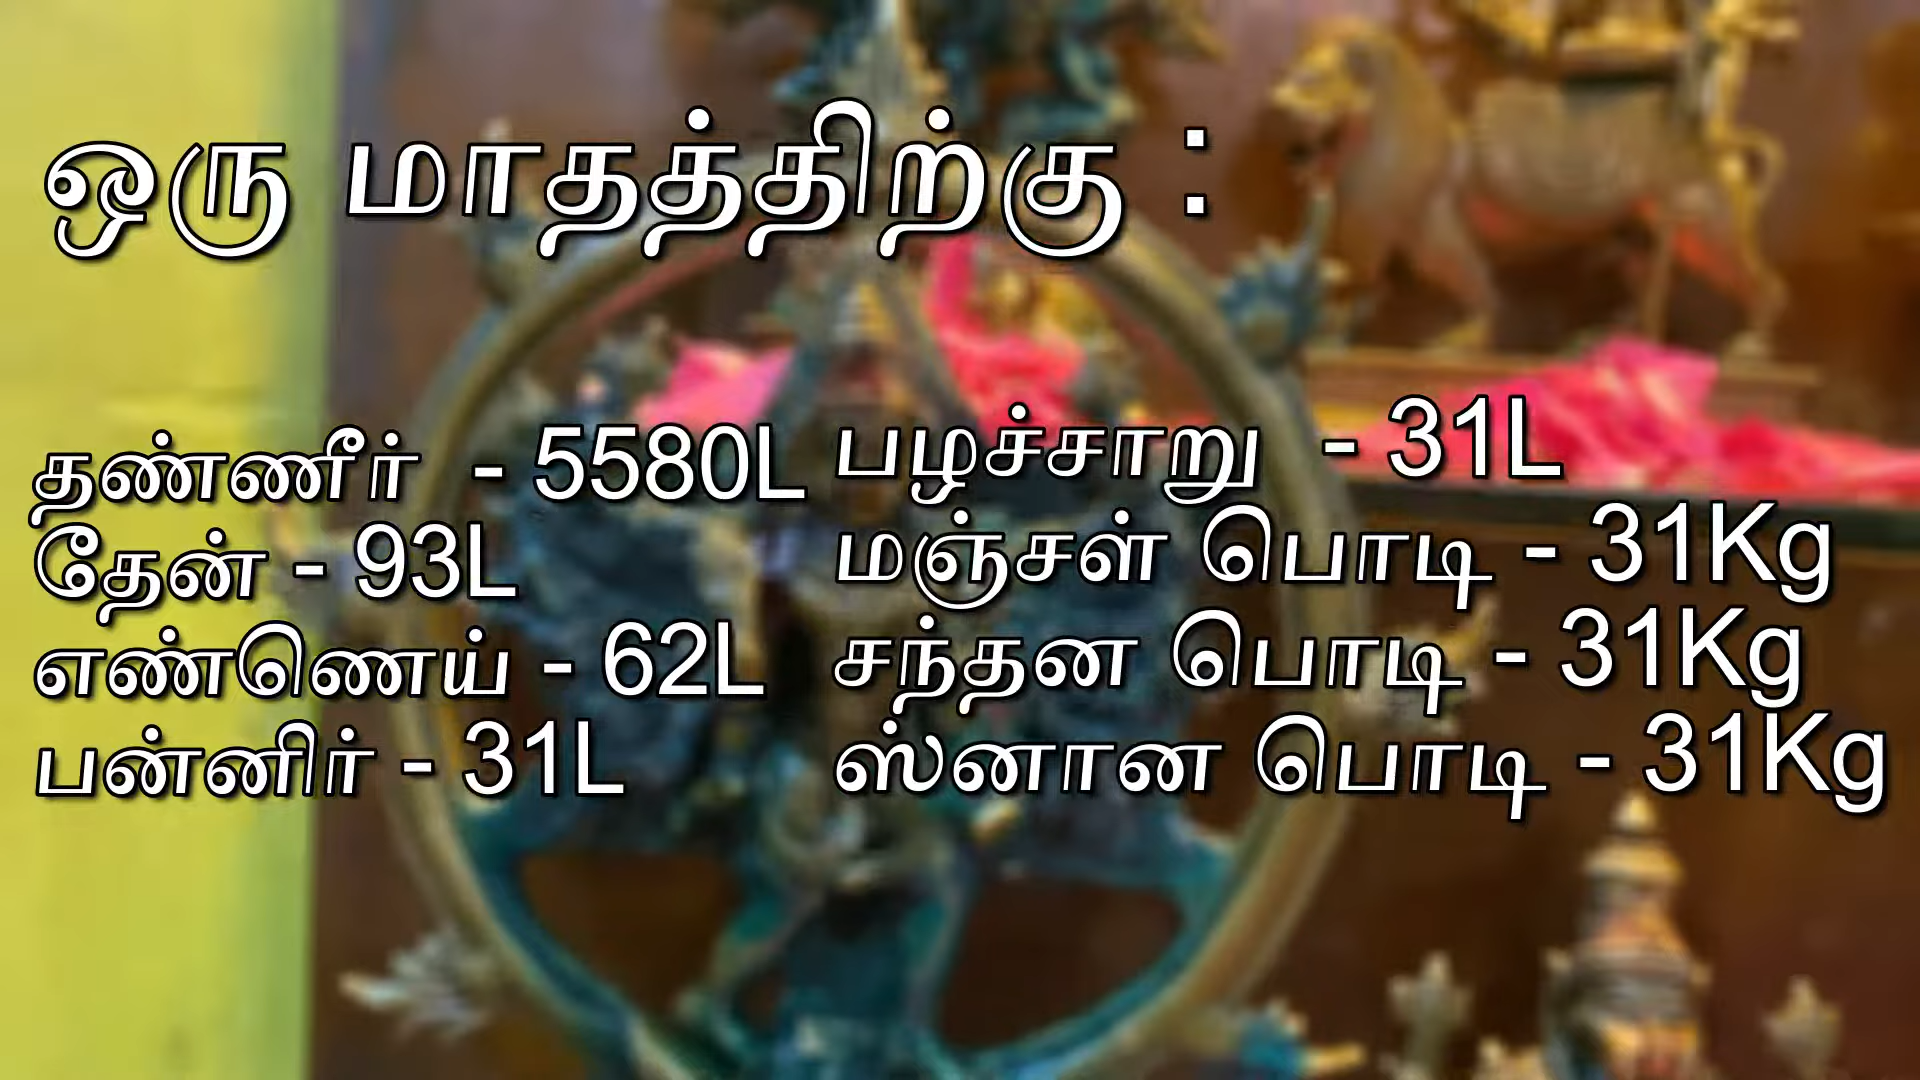 ஒரு மாதத்திற்கு :
தண்ணீர் - 5580L
தேன் - 93L
எண்ணெய் - 62L
பன்னிர் - 31L
பழச்சாறு - 31L
மஞ்சள் பொடி - 31Kg
சந்தன பொடி - 31Kg
ஸ்னான பொடி - 31Kg